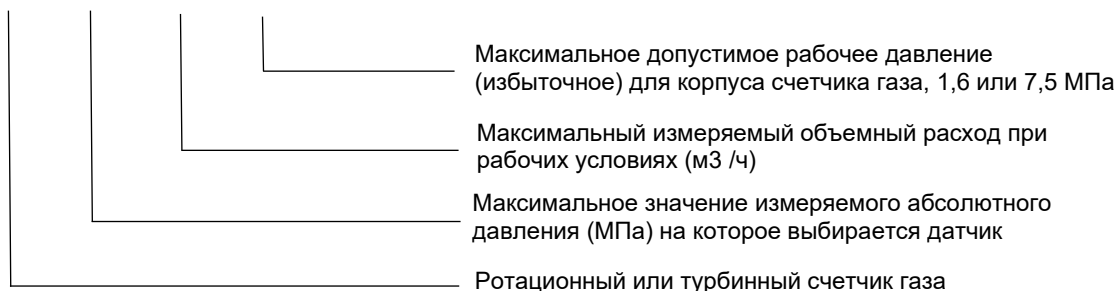 Максимальное допустимое рабочее давление
(избыточное) для корпуса счетчика газа, 1,6 или 7,5 МПа
Максимальный измеряемый объемный расход при
рабочих условиях (м3 /ч)
Максимальное значение измеряемого абсолютного
давления (МПа) на которое выбирается датчик
Ротационный или турбинный счетчик газа